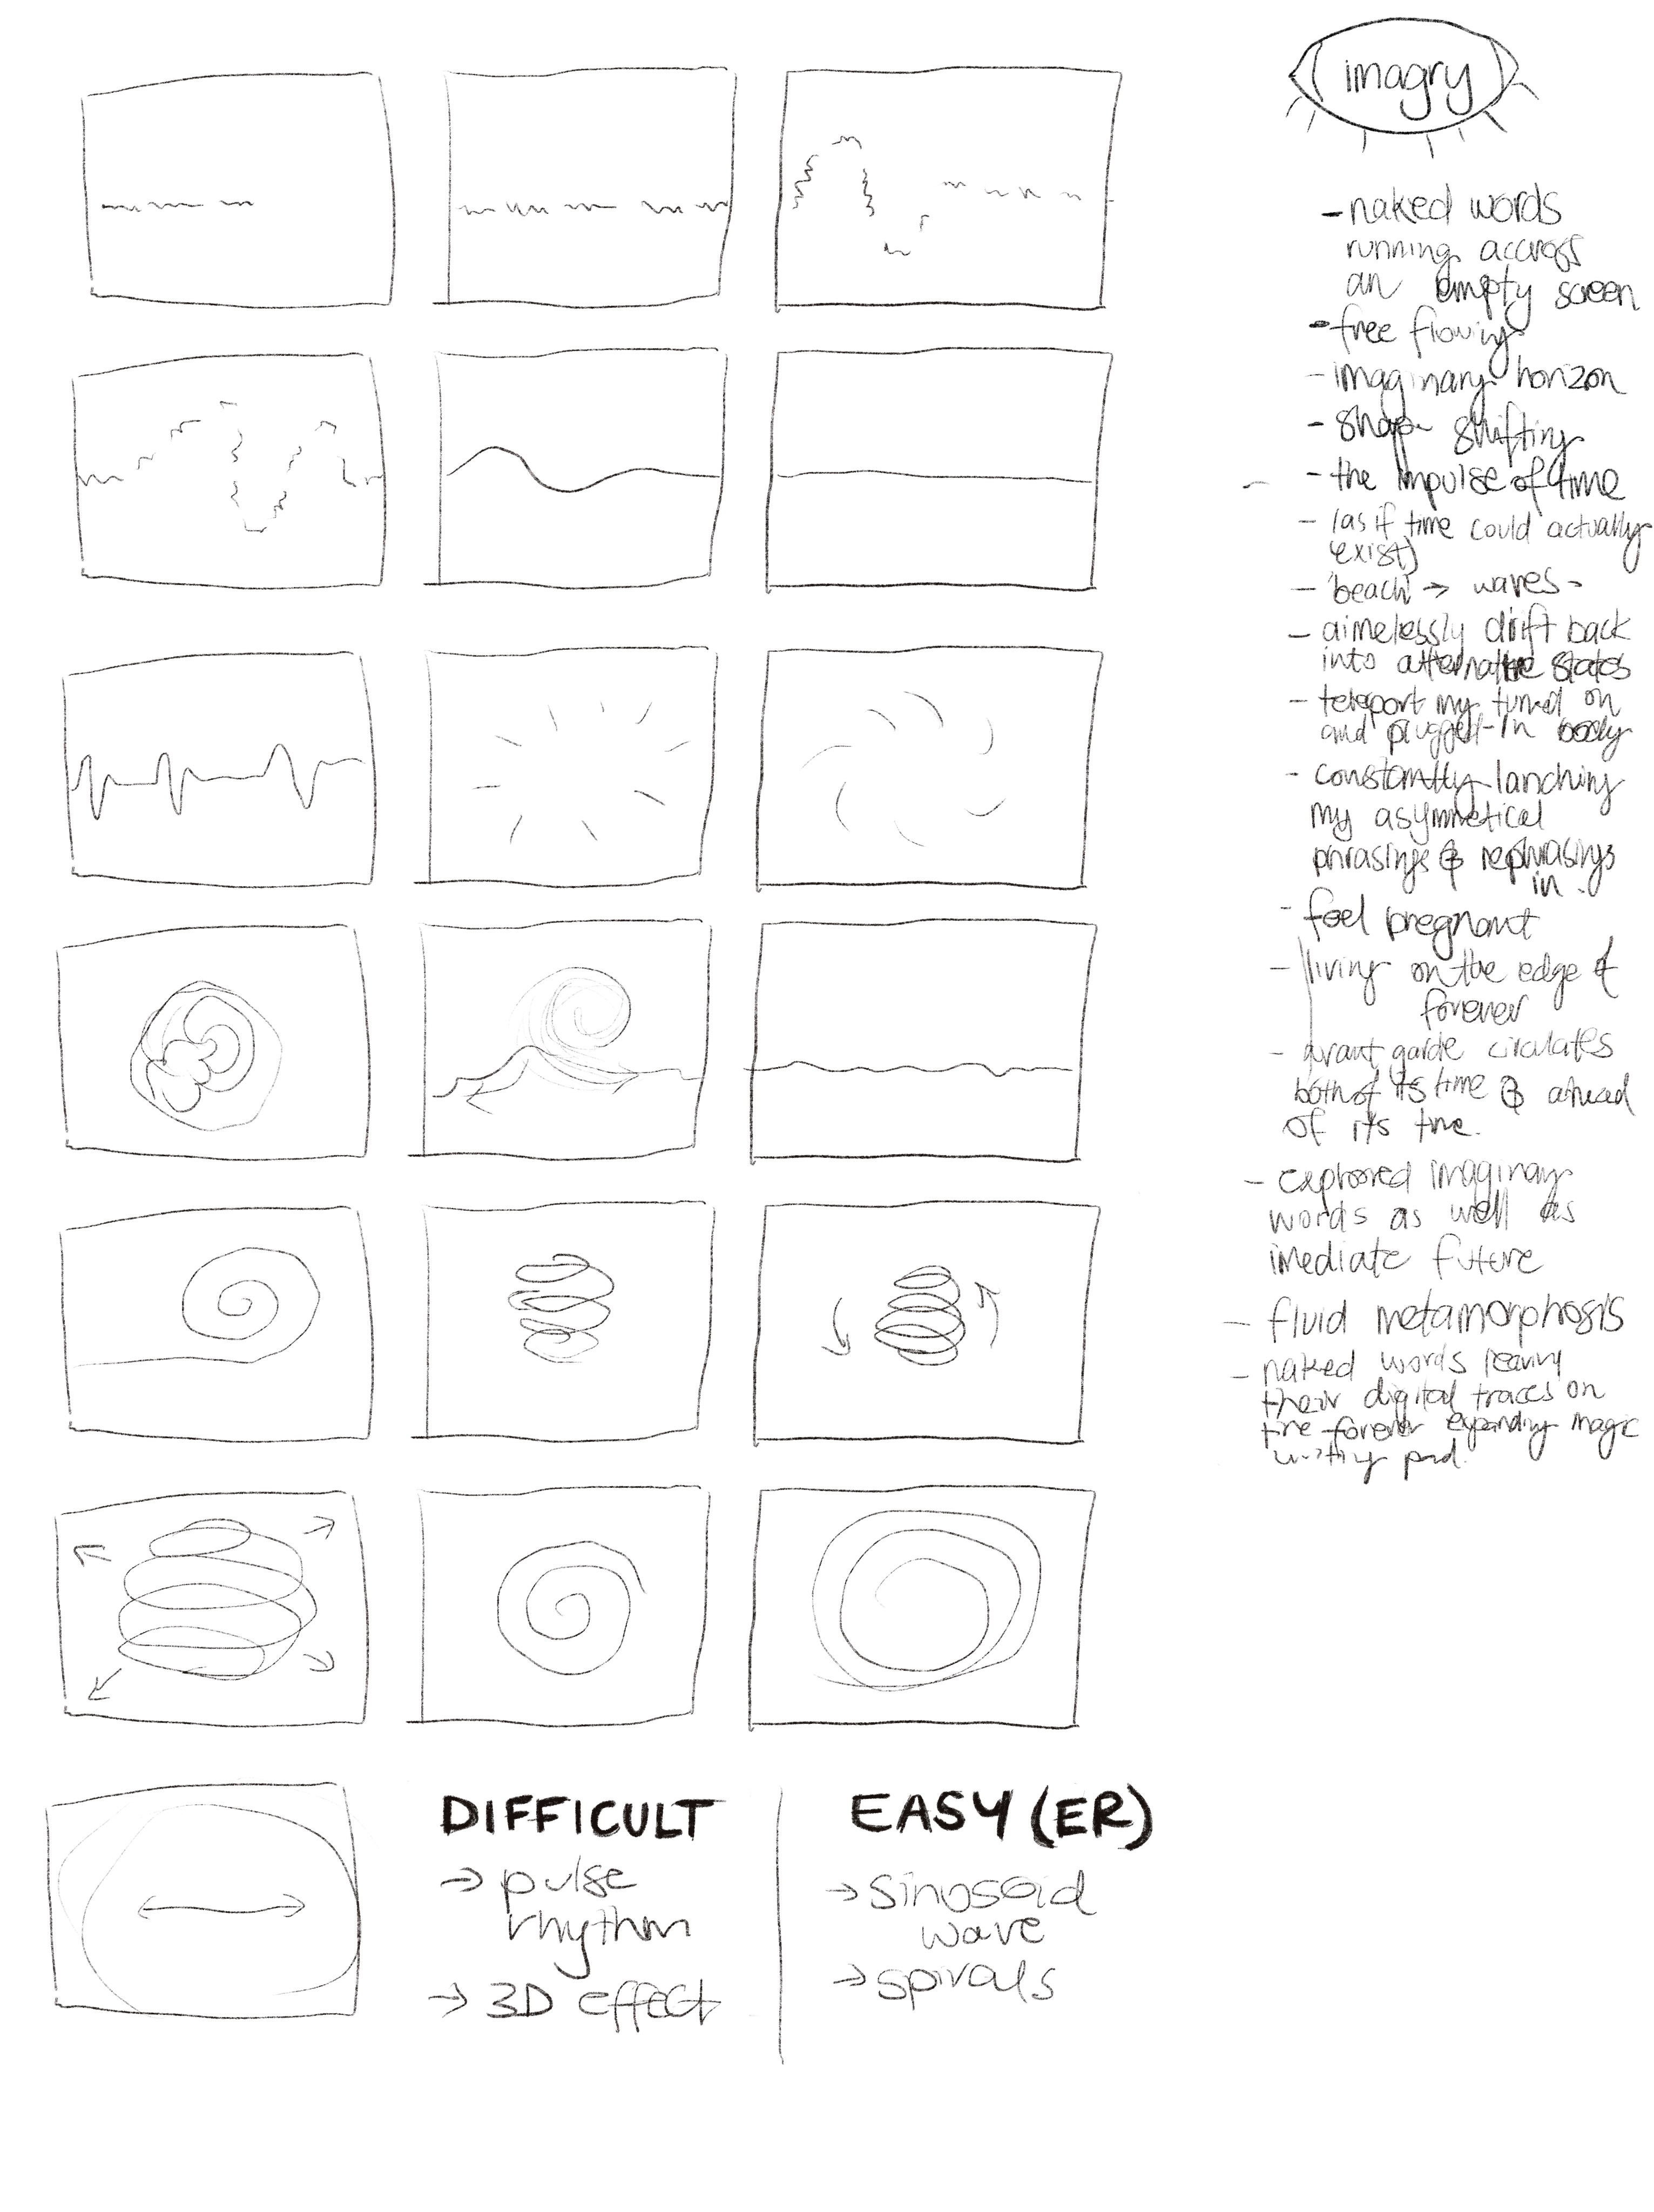 imagry
- naked words
running accross
an empty screen
- free flowing
- imaginary horizon
- shape shifting
- the impulse of time
- (as if time could actually
exist)
- beach → waves -
- aimelessly drift back
into alternative states
- teleport my turned on
and plugged-in body
- constantly lanching
my asymmetical
phrasings & rephrasings
in
- feel pregnant
- living on the edge of
forever
- avant garde circulates
both of its time & ahead
of its time.
- explored imaginary
words as well as
imediate future
- fluid metamorphosis
- naked words leaving
their digital traces on
the forever expanding magic
writing pad.
DIFFICULT
→ pulse
rhythm
→ 3D effect
EASY (ER)
→ sinosoid
wave
→ spirals